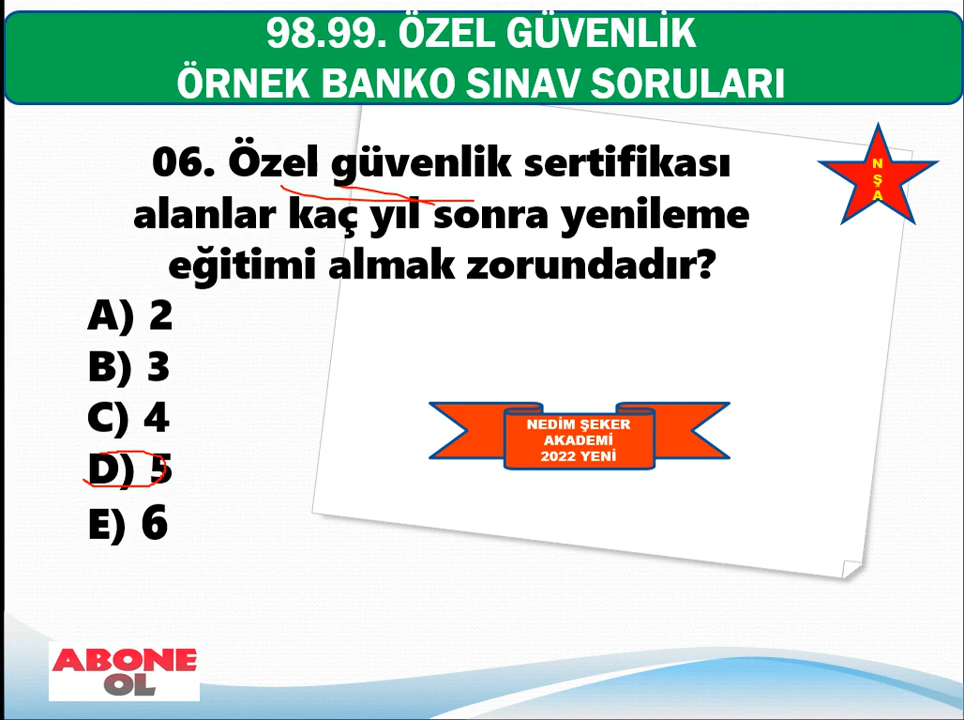 98.99. ÖZEL GÜVENLİK
ÖRNEK BANKO SINAV SORULARI
06. Özel güvenlik sertifikası
alanlar kaç yıl sonra yenileme
eğitimi almak zorundadır?
A) 2
B) 3
C) 4
D) 5
E) 6
N
Ş
A
NEDİM ŞEKER
AKADEMİ
2022 YENİ
ABONE
OL